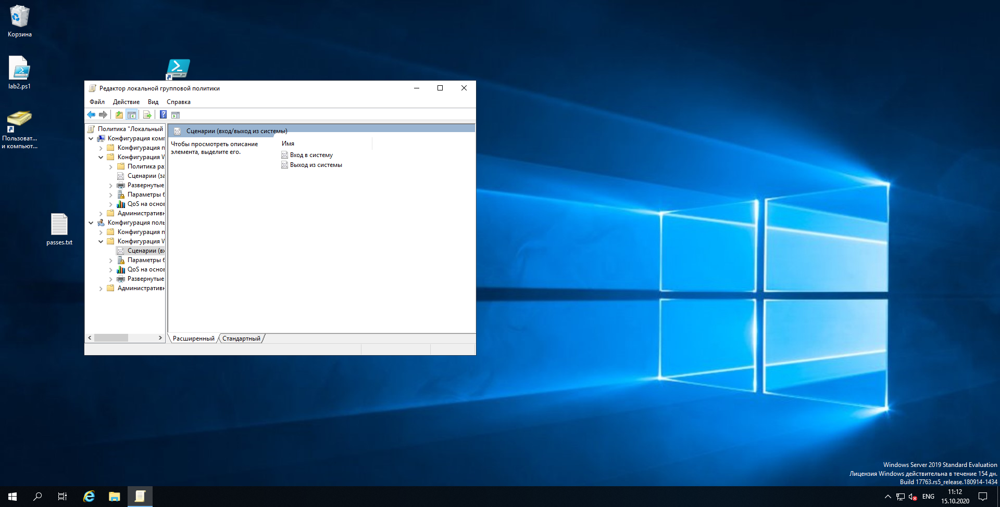 Корзина
lab2.ps1
Пользоват...
и компьют...
passes.txt
Редактор локальной групповой политики
Файл Действие Вид Справка
Политика "Локальный
Конфигурация комп
Конфигурация п
Конфигурация W
Политика ра
Сценарии (за
Развернутые
Параметры б
QoS на основ
Административн
Конфигурация поль
Конфигурация п
Конфигурация W
Сценарии (вх
Параметры б
QoS на основ
Развернутые
Административн
Сценарии (вход/выход из системы)
Чтобы просмотреть описание
элемента, выделите его.
Имя
Вход в систему
Выход из системы
Расширенный Стандартный
Windows Server 2019 Standard Evaluation
Лицензия Windows действительна в течение 154 дн.
Build 17763.rs5_release.180914-1434
ENG
11:12
15.10.2020